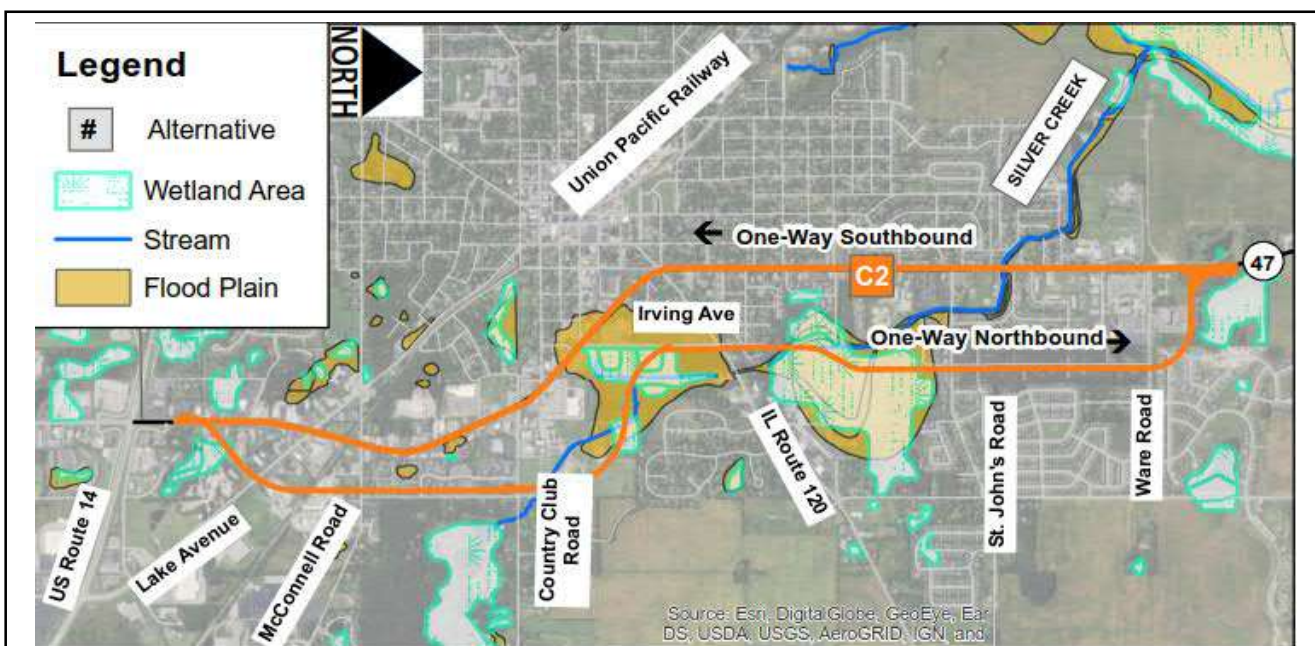 Legend
# Alternative
Wetland Area
Stream
Flood Plain
NORTH
Union Pacific Railway
SILVER CREEK
← One-Way Southbound
C2
47
Irving Ave
One-Way Northbound →
US Route 14
Lake Avenue
McConnell Road
Country Club
Road
IL Route 120
St. John's Road
Ware Road
Source: Esri, DigitalGlobe, GeoEye, Ear
DS, USDA, USGS, AeroGRID, IGN, and